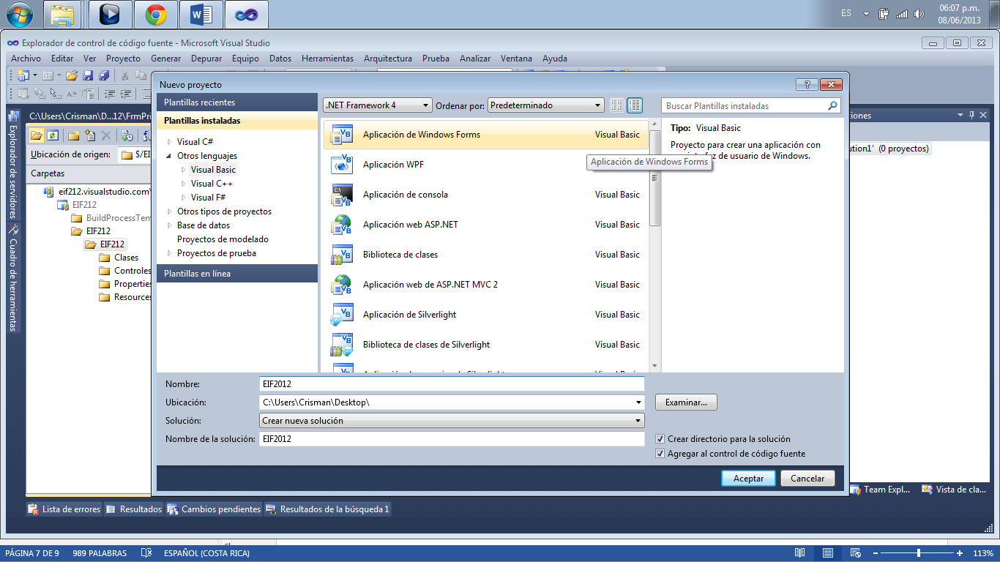 ES
06:07 p.m.
08/06/2013
Explorador de control de código fuente - Microsoft Visual Studio
Archivo Editar Ver Proyecto Generar Depurar Equipo Datos Herramientas Arquitectura Prueba Analizar Ventana Ayuda
Nuevo proyecto
C:\Users\Crisman\D...12\FrmPri
Explorador de servidores
Cuadro de herramientas
Ubicación de origen: $/EI
Carpetas
eif212.visualstudio.com\
EIF212
BuildProcessTem
EIF212
EIF212
Clases
Controles
Properties
Resources
Plantillas recientes
Plantillas instaladas
Visual C#
Otros lenguajes
Visual Basic
Visual C++
Visual F#
Otros tipos de proyectos
Base de datos
Proyectos de modelado
Proyectos de prueba
Plantillas en línea
.NET Framework 4 Ordenar por: Predeterminado
Buscar Plantillas instaladas
Aplicación de Windows Forms Visual Basic
Aplicación WPF
Aplicación de consola Visual Basic
Aplicación web ASP.NET Visual Basic
Biblioteca de clases Visual Basic
Aplicación web de ASP.NET MVC 2 Visual Basic
Aplicación de Silverlight Visual Basic
Biblioteca de clases de Silverlight Visual Basic
Aplicación de Windows Forms
Tipo: Visual Basic
Proyecto para crear una aplicación con
faz de usuario de Windows.
iones
ution1' (0 proyectos)
Nombre: EIF2012
Ubicación: C:\Users\Crisman\Desktop\ Examinar...
Solución: Crear nueva solución
Nombre de la solución: EIF2012
Crear directorio para la solución
Agregar al control de código fuente
Aceptar Cancelar
Team Expl... Vista de cla...
Lista de errores Resultados Cambios pendientes Resultados de la búsqueda 1
PÁGINA 7 DE 9 989 PALABRAS ESPAÑOL (COSTA RICA) 113%